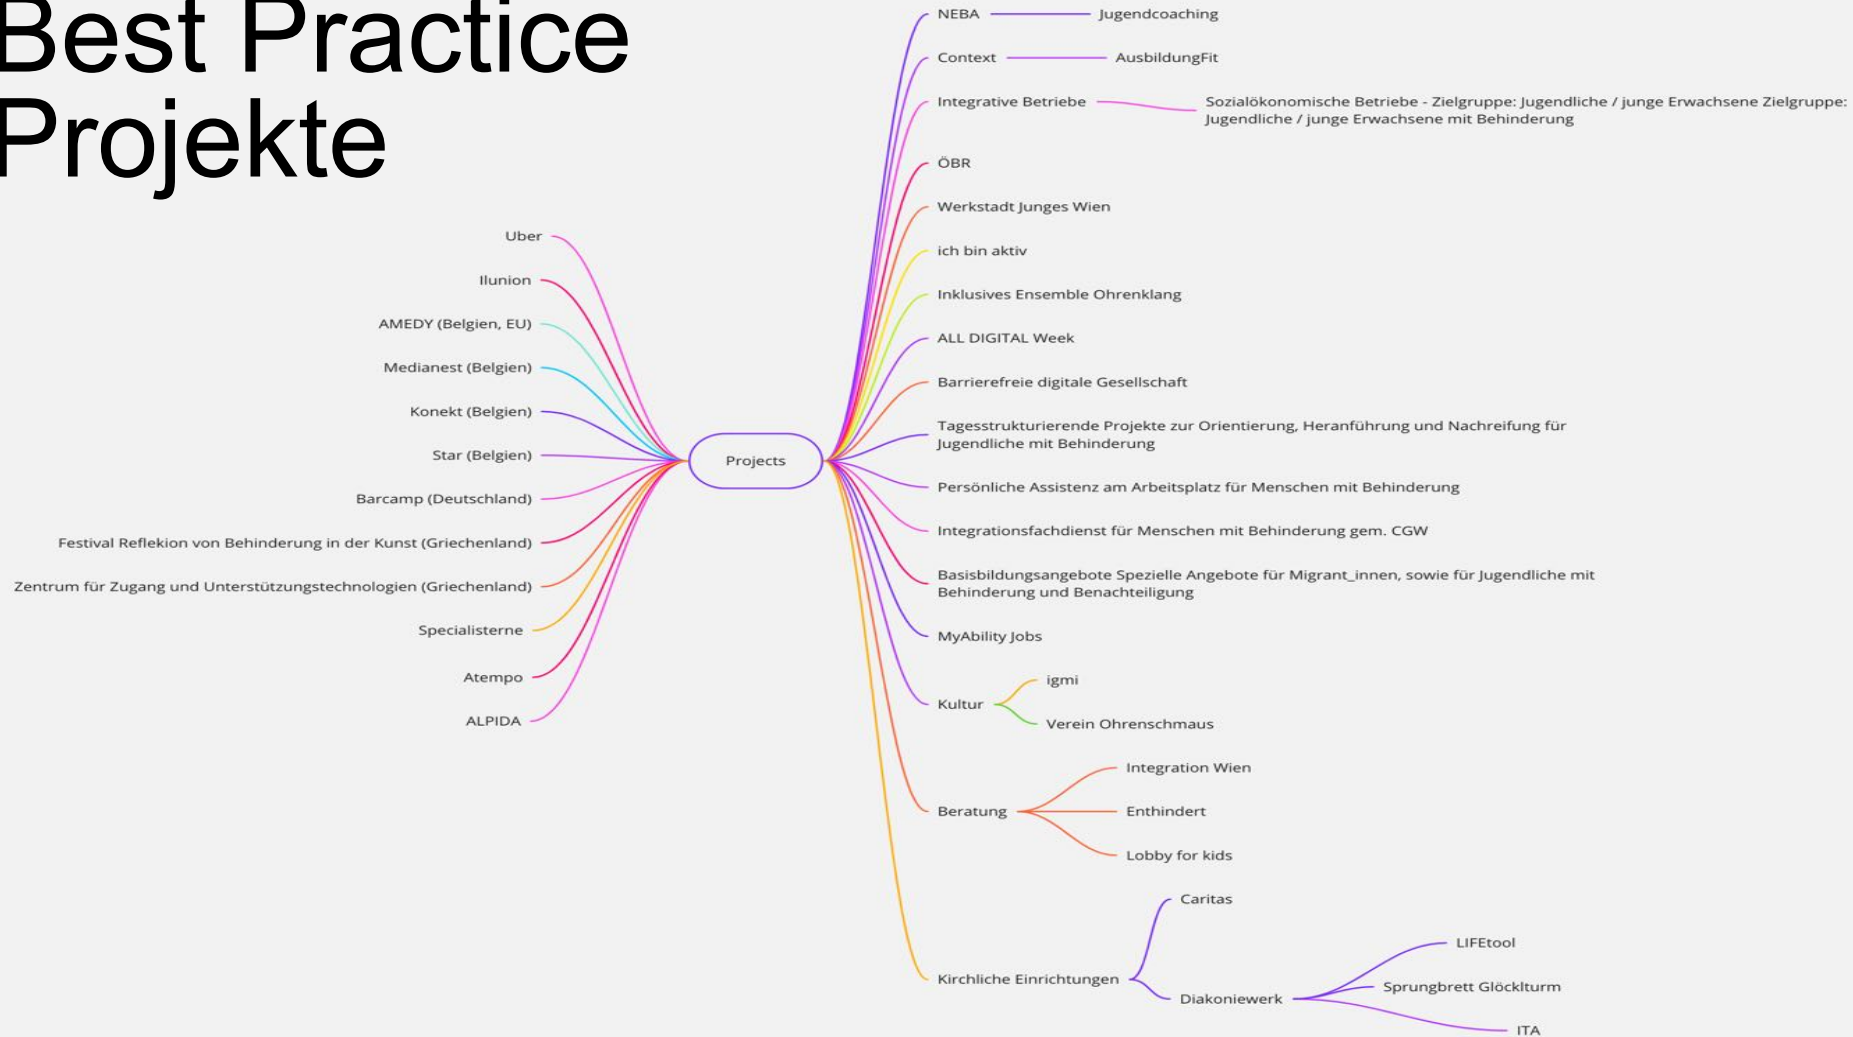 Best Practice
Projekte
Uber
Ilunion
AMEDY (Belgien, EU)
Medianest (Belgien)
Konekt (Belgien)
Star (Belgien)
Barcamp (Deutschland)
Festival Reflekion von Behinderung in der Kunst (Griechenland)
Zentrum für Zugang und Unterstützungstechnologien (Griechenland)
Specialisterne
Atempo
ALPIDA
Projects
NEBA
Jugendcoaching
Context
AusbildungFit
Integrative Betriebe
Sozialökonomische Betriebe - Zielgruppe: Jugendliche / junge Erwachsene Zielgruppe:
Jugendliche / junge Erwachsene mit Behinderung
ÖBR
Werkstadt Junges Wien
ich bin aktiv
Inklusives Ensemble Ohrenklang
ALL DIGITAL Week
Barrierefreie digitale Gesellschaft
Tagesstrukturierende Projekte zur Orientierung, Heranführung und Nachreifung für
Jugendliche mit Behinderung
Persönliche Assistenz am Arbeitsplatz für Menschen mit Behinderung
Integrationsfachdienst für Menschen mit Behinderung gem. CGW
Basisbildungsangebote Spezielle Angebote für Migrant_innen, sowie für Jugendliche mit
Behinderung und Benachteiligung
MyAbility Jobs
Kultur
igmi
Verein Ohrenschmaus
Beratung
Integration Wien
Enthindert
Lobby for kids
Kirchliche Einrichtungen
Caritas
Diakoniewerk
LIFEtool
Sprungbrett Glöcklturm
ITA